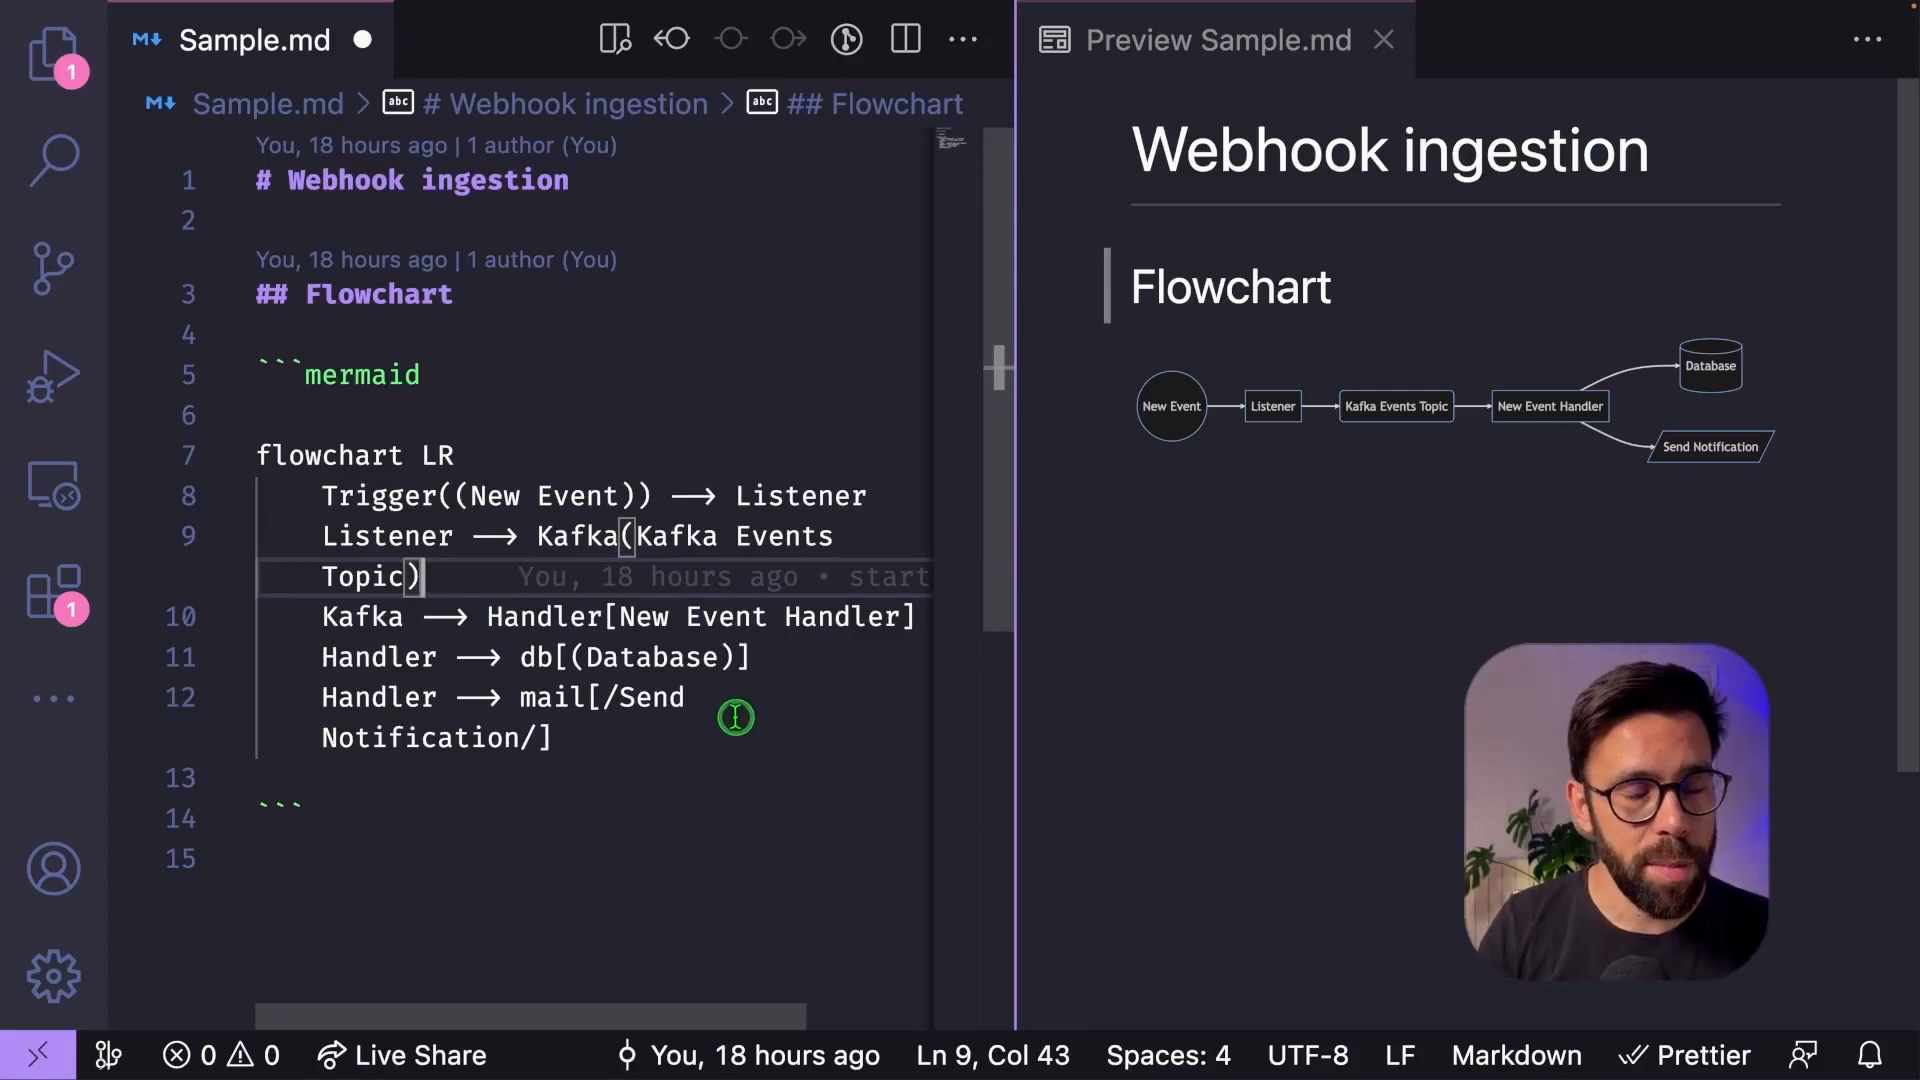 1
Sample.md
Preview Sample.md
Sample.md > abc # Webhook ingestion > abc ## Flowchart
You, 18 hours ago | 1 author (You)
1 # Webhook ingestion
2
You, 18 hours ago | 1 author (You)
3 ## Flowchart
4
5 ```mermaid
6
7 flowchart LR
8 Trigger((New Event)) --> Listener
9 Listener --> Kafka(Kafka Events
Topic) You, 18 hours ago • start
10 Kafka --> Handler[New Event Handler]
11 Handler --> db[(Database)]
12 Handler --> mail[/Send
Notification/]
13
14 ```
15
1
Webhook ingestion
Flowchart
New Event
Listener
Kafka Events Topic
New Event Handler
Database
Send Notification
0 0 Live Share You, 18 hours ago Ln 9, Col 43 Spaces: 4 UTF-8 LF Markdown Prettier